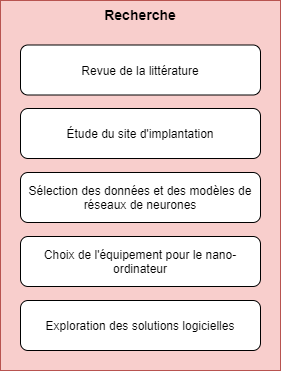 Recherche
Revue de la littérature
Étude du site d'implantation
Sélection des données et des modèles de
réseaux de neurones
Choix de l'équipement pour le nano-
ordinateur
Exploration des solutions logicielles